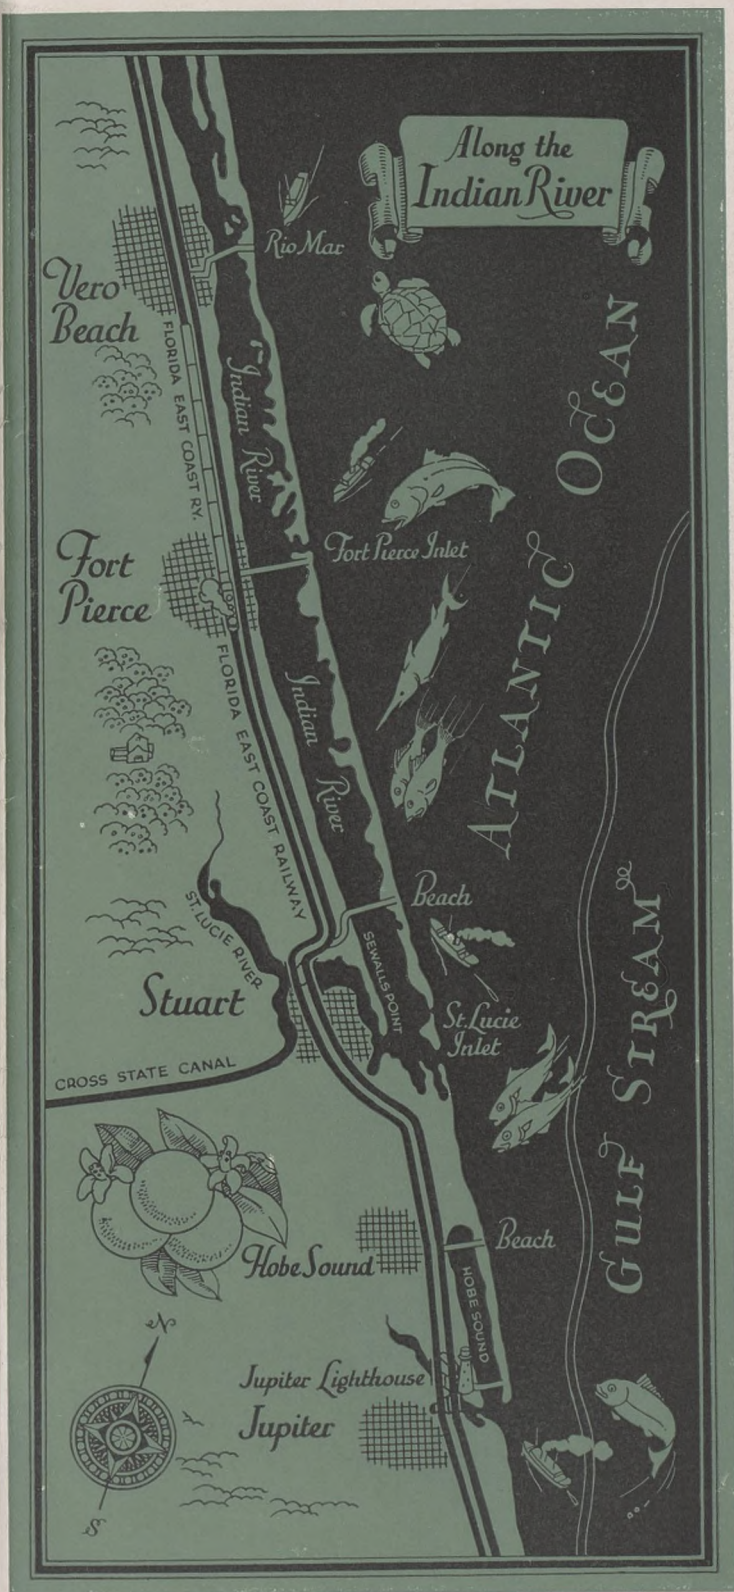 Along the
Indian River
Rio Mar
Vero
Beach
FLORIDA EAST COAST RY.
Indian River
ATLANTIC OCEAN
Fort Pierce Inlet
Fort
Pierce
FLORIDA EAST COAST RAILWAY
Indian River
Beach
ST. LUCIE RIVER
SEWALLS POINT
Stuart
St. Lucie
Inlet
GULF STREAM
CROSS STATE CANAL
Beach
Hobe Sound
HOBE SOUND
N
Jupiter Lighthouse
Jupiter
S